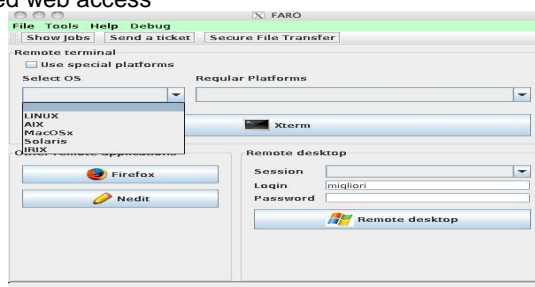 ed web access
FARO
File Tools Help Debug
Show Jobs Send a ticket Secure File Transfer
Remote terminal
Use special platforms
Select OS Regular Platforms
LINUX
AIX
MacOSx
Solaris
IRIX
Xterm
Other remote applications Remote desktop
Firefox
Nedit
Session
Login migliori
Password
Remote desktop